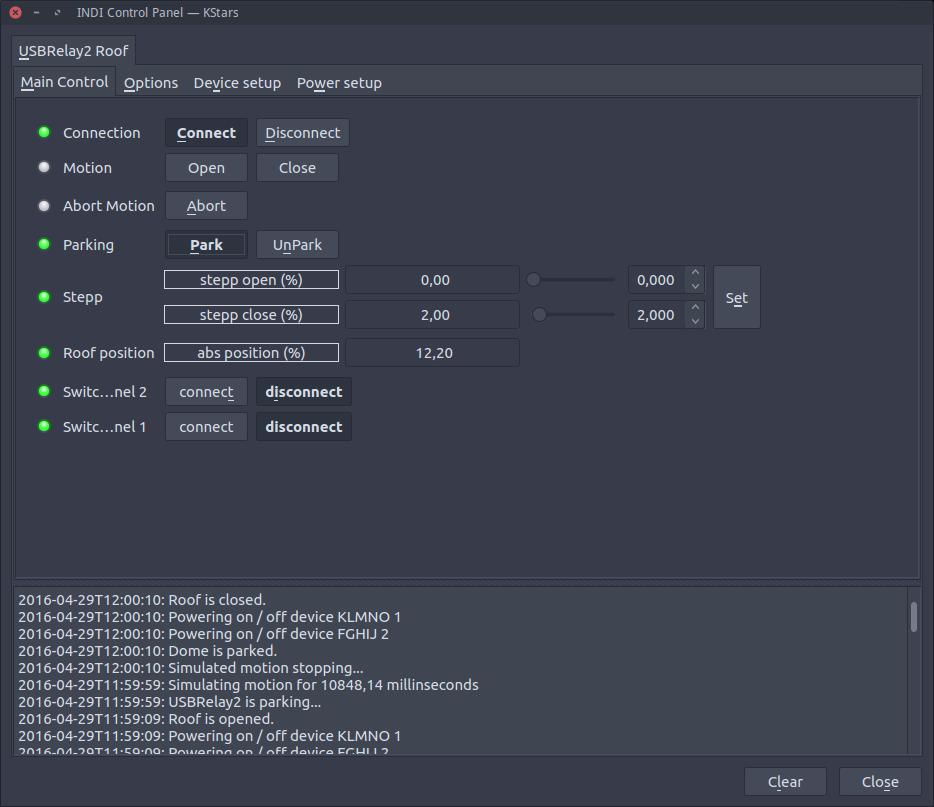 INDI Control Panel — KStars
USBRelay2 Roof
Main Control Options Device setup Power setup
Connection Connect Disconnect
Motion Open Close
Abort Motion Abort
Parking Park UnPark
stepp open (%) 0,00 0,000
Stepp Set
stepp close (%) 2,00 2,000
Roof position abs position (%) 12,20
Switc...nel 2 connect disconnect
Switc...nel 1 connect disconnect
2016-04-29T12:00:10: Roof is closed.
2016-04-29T12:00:10: Powering on / off device KLMNO 1
2016-04-29T12:00:10: Powering on / off device FGHIJ 2
2016-04-29T12:00:10: Dome is parked.
2016-04-29T12:00:10: Simulated motion stopping...
2016-04-29T11:59:59: Simulating motion for 10848,14 millinseconds
2016-04-29T11:59:59: USBRelay2 is parking...
2016-04-29T11:59:09: Roof is opened.
2016-04-29T11:59:09: Powering on / off device KLMNO 1
2016-04-29T11:59:09: Powering on / off device FGHIJ 2
Clear Close